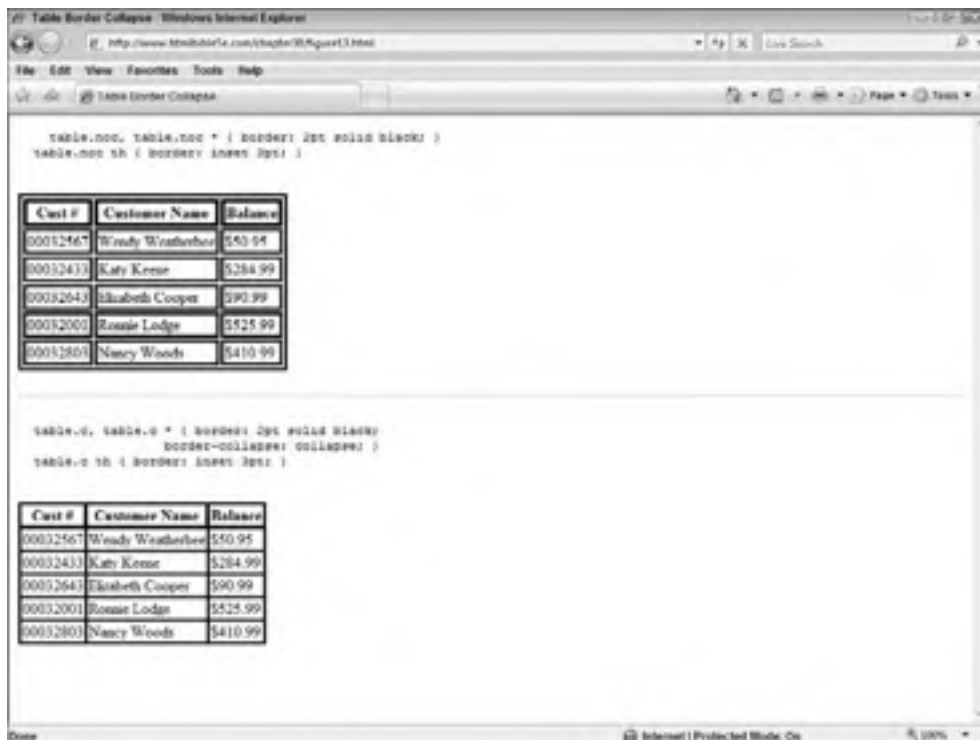 Table Border Collapse - Windows Internet Explorer
Live Search
File Edit View Favorites Tools Help
Table Border Collapse
Page Tools
table.noc, table.noc * { border: 2pt solid black; }
table.noc th { border: inset 3pt; }
Cust # Customer Name Balance
00032567 Wendy Weatherbee $50.95
00032433 Katy Keene $284.99
00032643 Elizabeth Cooper $90.99
00032001 Ronnie Lodge $525.99
00032803 Nancy Woods $410.99
table.c, table.c * { border: 2pt solid black;
border-collapse: collapse; }
table.c th { border: inset 3pt; }
Cust # Customer Name Balance
00032567 Wendy Weatherbee $50.95
00032433 Katy Keene $284.99
00032643 Elizabeth Cooper $90.99
00032001 Ronnie Lodge $525.99
00032803 Nancy Woods $410.99
Done
Internet | Protected Mode: On
100%